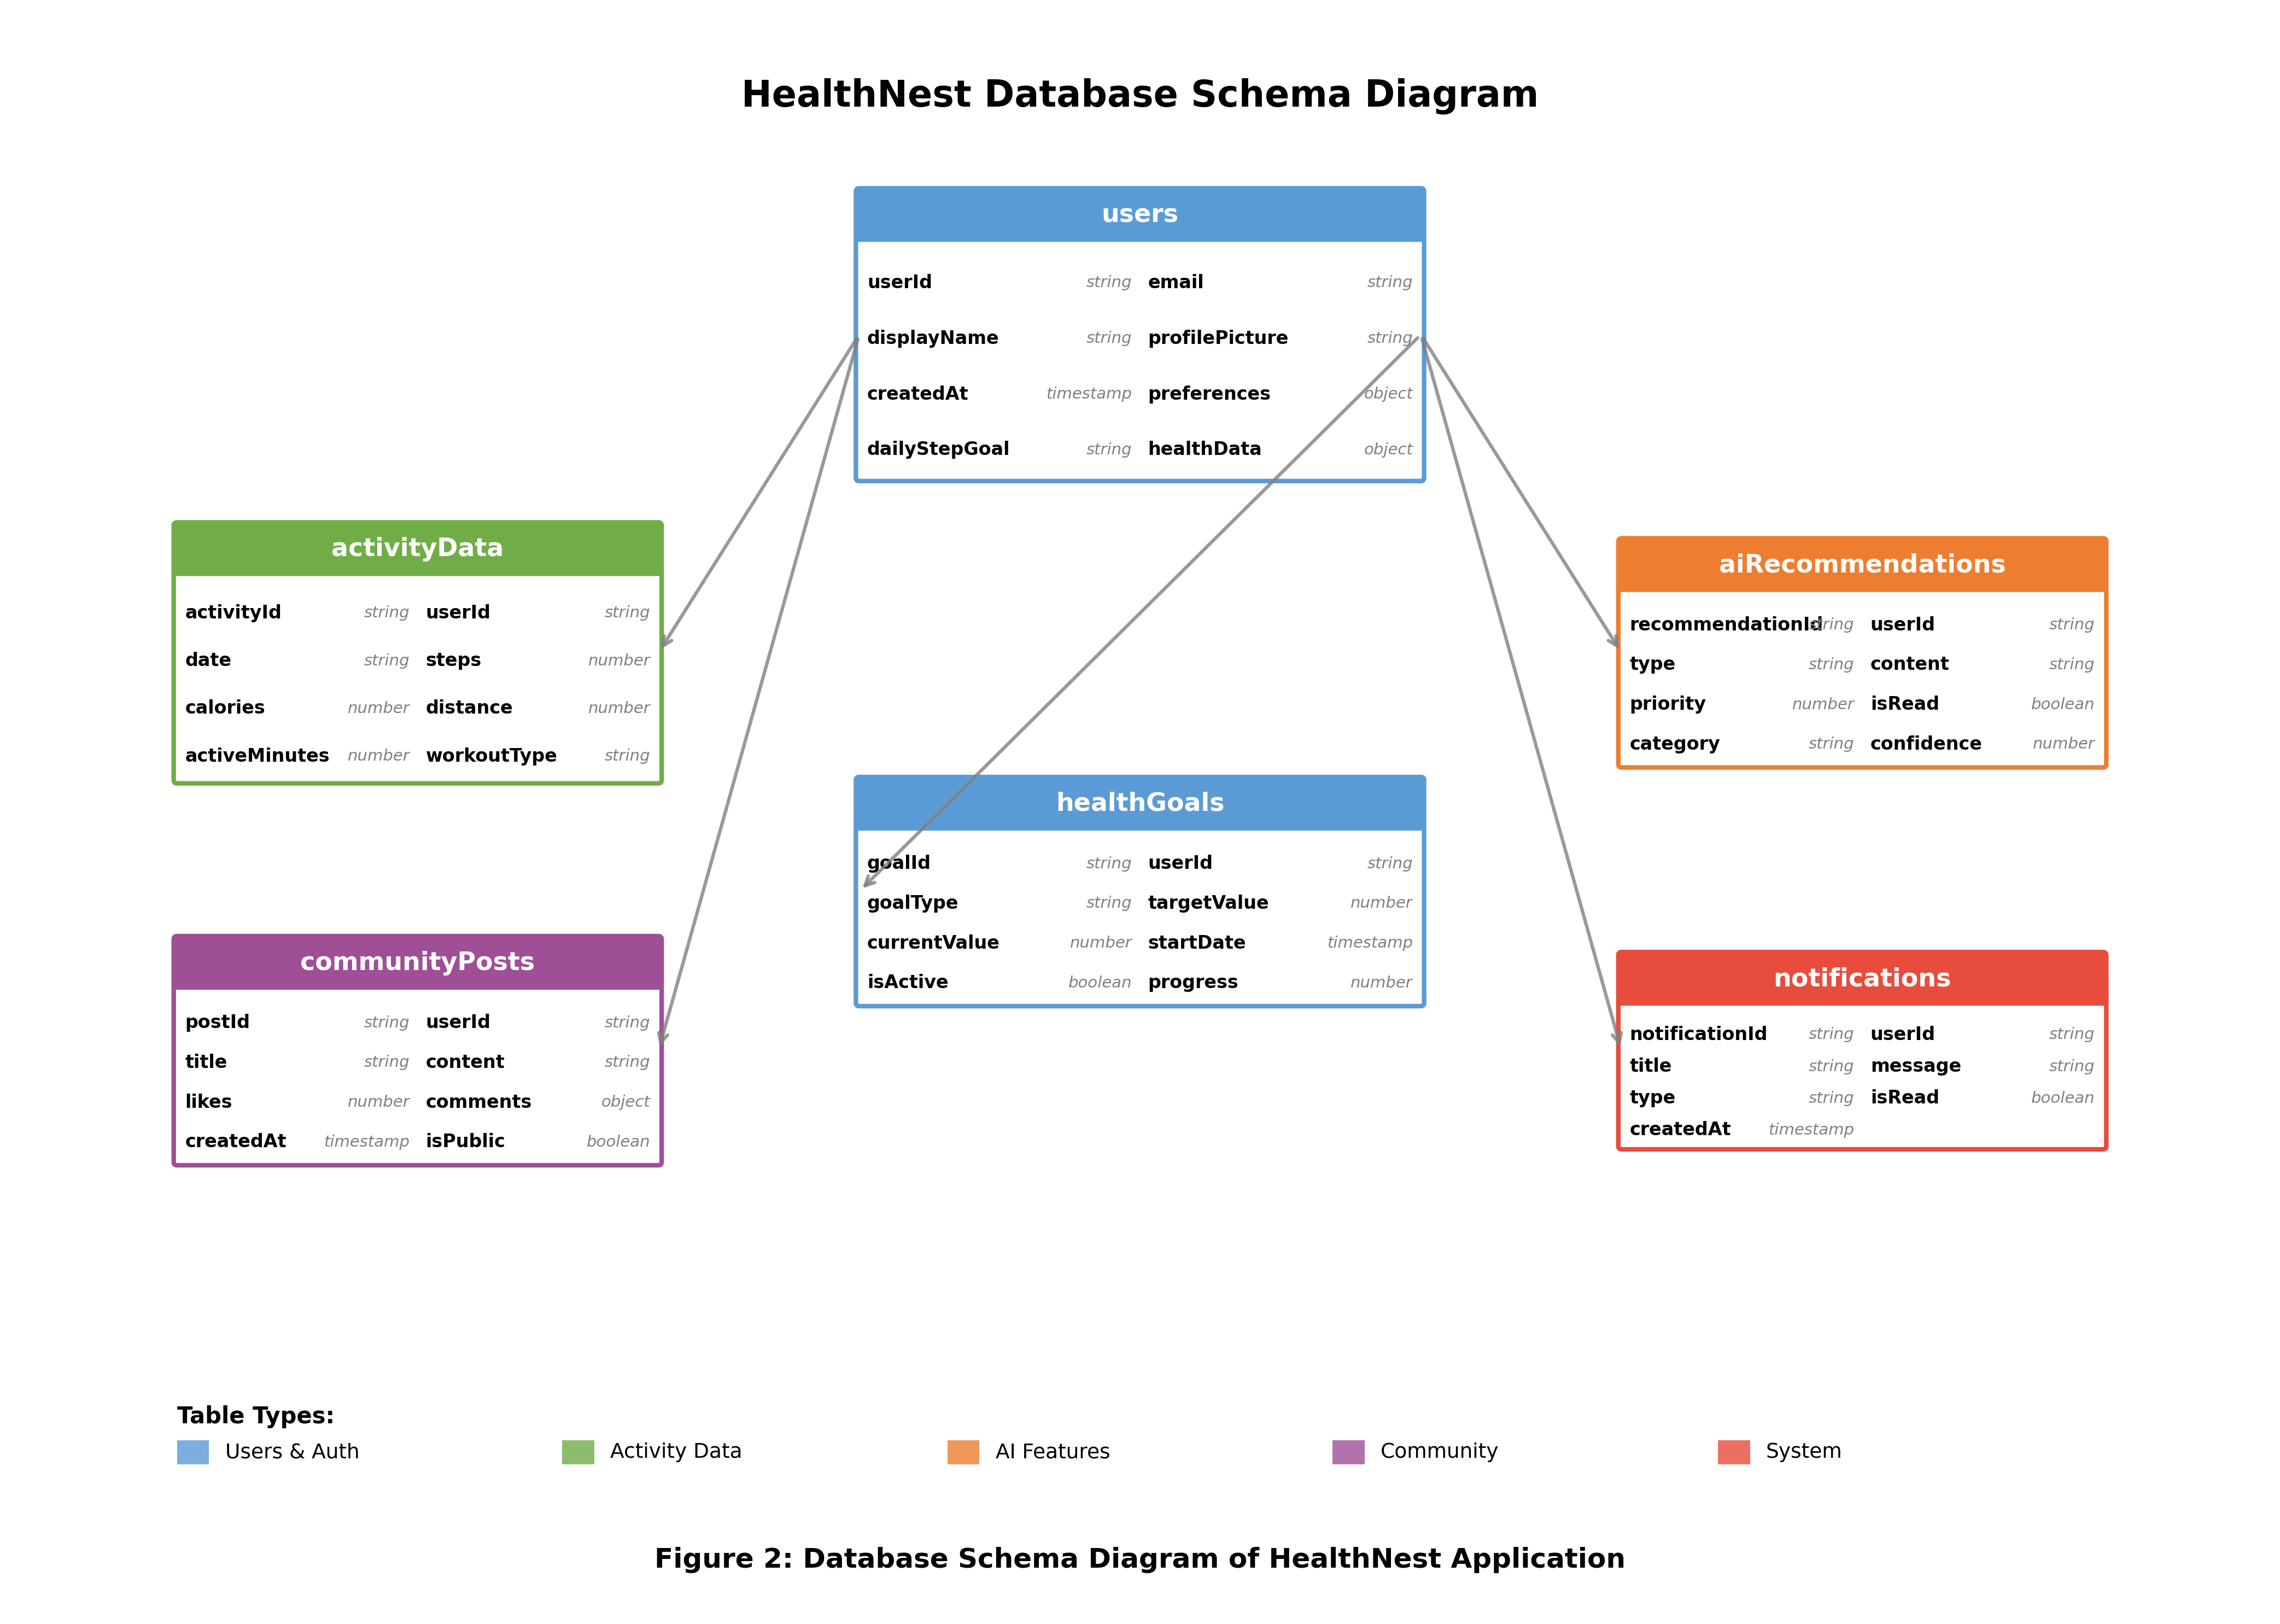 HealthNest Database Schema Diagram
users
userId string email string
displayName string profilePicture string
createdAt timestamp preferences object
dailyStepGoal string healthData object
activityData
activityId string userId string
date string steps number
calories number distance number
activeMinutes number workoutType string
aiRecommendations
recommendationId string userId string
type string content string
priority number isRead boolean
category string confidence number
healthGoals
goalId string userId string
goalType string targetValue number
currentValue number startDate timestamp
isActive boolean progress number
communityPosts
postId string userId string
title string content string
likes number comments object
createdAt timestamp isPublic boolean
notifications
notificationId string userId string
title string message string
type string isRead boolean
createdAt timestamp
Table Types:
Users & Auth Activity Data AI Features Community System
Figure 2: Database Schema Diagram of HealthNest Application